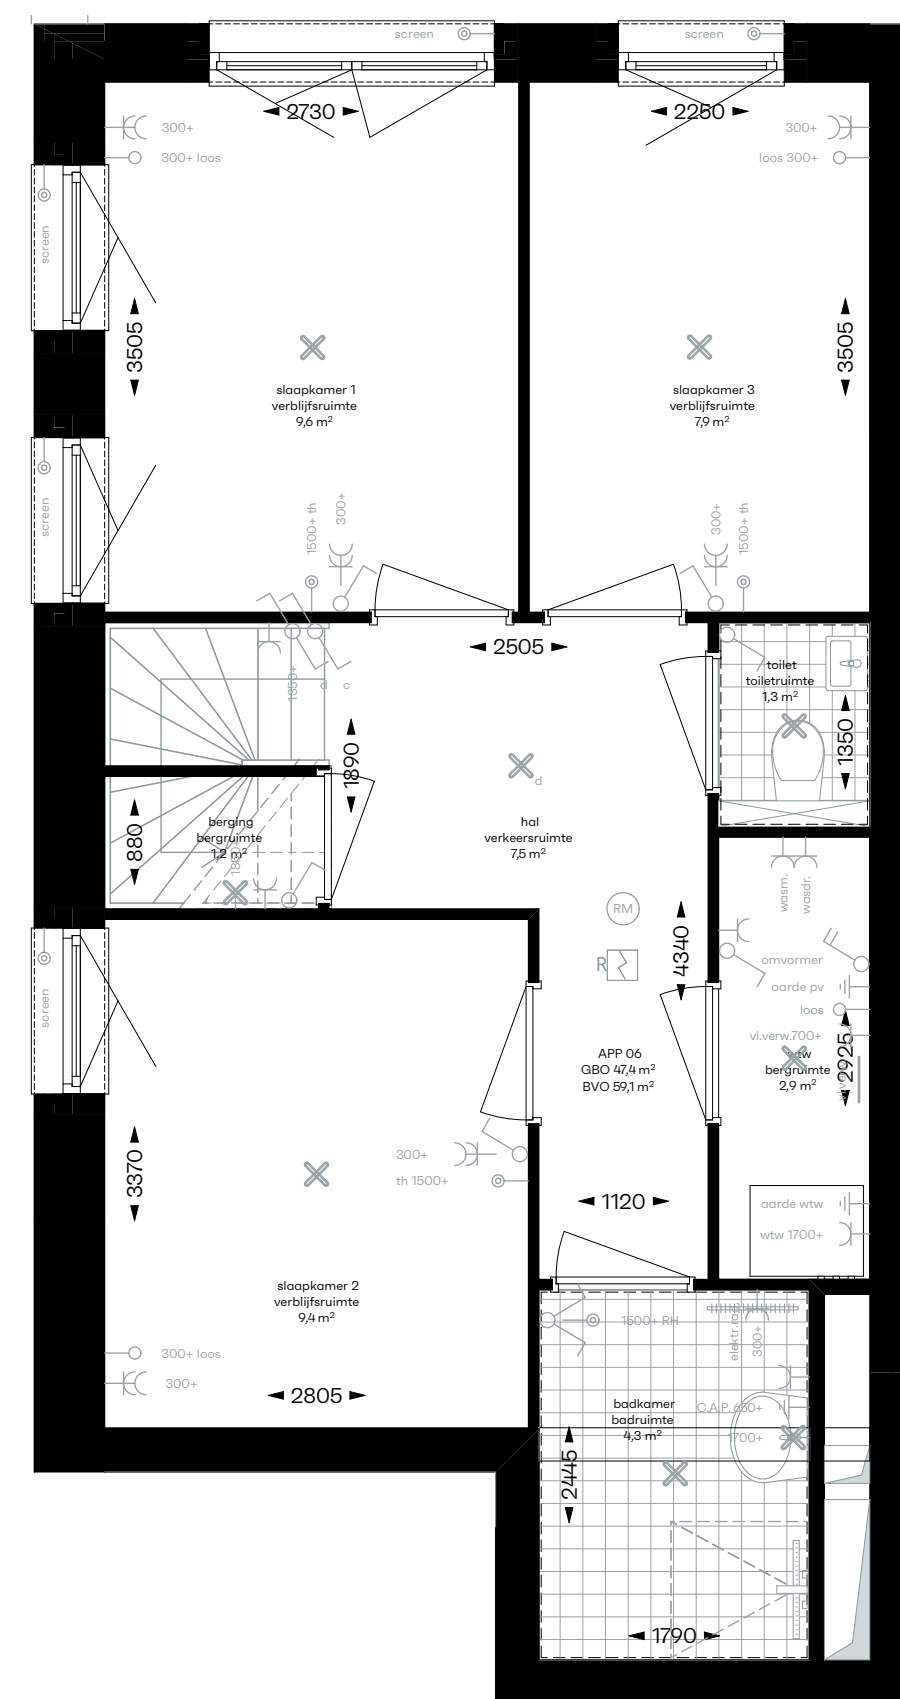 screen
screen
2730
2250
300+
300+ loos
300+
loos 300+
screen
3505
3505
slaapkamer 1
verblijfsruimte
9,6 m²
slaapkamer 3
verblijfsruimte
7,9 m²
screen
1500+ th
300+
300+
1500+ th
2505
1350+
d
c
toilet
toiletruimte
1,3 m²
1350
1890
d
880
berging
bergruimte
1,2 m²
hal
verkeersruimte
7,5 m²
wasm.
wasdr.
RM
R
4340
omvormer
aarde pv
loos
vl.verw.700+
screen
APP 06
GBO 47,4 m²
BVO 59,1 m²
wtw
bergruimte
2,9 m²
2925
3370
300+
th 1500+
1120
aarde wtw
wtw 1700+
slaapkamer 2
verblijfsruimte
9,4 m²
1500+ RH
elektr.rad.
300+
300+ loos
300+
2805
badkamer
badruimte
4,3 m²
C.A.P. 650+
1700+
2445
1790